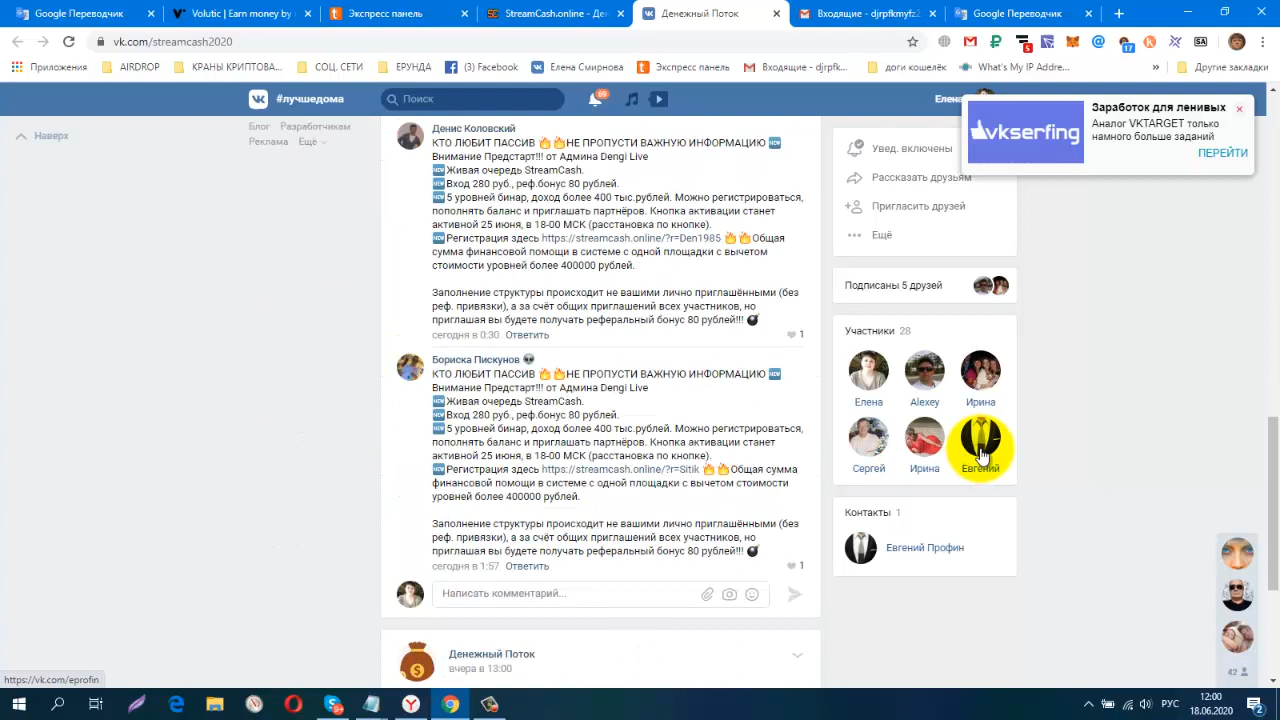 Google Переводчик
Volutic | Earn money by
Экспресс панель
StreamCash.online - Де
Денежный Поток
Входящие - djrpfkmyfz2
Google Переводчик
vk.com/streamcash2020
5
17
SA
Приложения
AIRDROP
КРАНЫ КРИПТОВА...
СОЦ. СЕТИ
ЕРУНДА
(3) Facebook
Елена Смирнова
Экспресс панель
Входящие - djrpfk...
доги кошелёк
What's My IP Addre...
»
Другие закладки
#лучшедома
Поиск
69
Елена
Наверх
Блог Разработчикам
Реклама Ещё
Денис Коловский
КТО ЛЮБИТ ПАССИВ 🔥🔥НЕ ПРОПУСТИ ВАЖНУЮ ИНФОРМАЦИЮ 🆕
Внимание Предстарт!!! от Админа Dengi Live
🆕Живая очередь StreamCash.
🆕Вход 280 руб., реф.бонус 80 рублей.
🆕5 уровней бинар, доход более 400 тыс.рублей. Можно регистрироваться,
пополнять баланс и приглашать партнёров. Кнопка активации станет
активной 25 июня, в 18-00 МСК (расстановка по кнопке).
🆕Регистрация здесь https://streamcash.online/?r=Den1985 🔥🔥Общая
сумма финансовой помощи в системе с одной площадки с вычетом
стоимости уровней более 400000 рублей.
Заполнение структуры происходит не вашими лично приглашёнными (без
реф. привязки), а за счёт общих приглашений всех участников, но
приглашая вы будете получать реферальный бонус 80 рублей!!! 💣
сегодня в 0:30 Ответить
1
Бориска Пискунов 👽
КТО ЛЮБИТ ПАССИВ 🔥🔥НЕ ПРОПУСТИ ВАЖНУЮ ИНФОРМАЦИЮ 🆕
Внимание Предстарт!!! от Админа Dengi Live
🆕Живая очередь StreamCash.
🆕Вход 280 руб., реф.бонус 80 рублей.
🆕5 уровней бинар, доход более 400 тыс.рублей. Можно регистрироваться,
пополнять баланс и приглашать партнёров. Кнопка активации станет
активной 25 июня, в 18-00 МСК (расстановка по кнопке).
🆕Регистрация здесь https://streamcash.online/?r=Sitik 🔥🔥Общая сумма
финансовой помощи в системе с одной площадки с вычетом стоимости
уровней более 400000 рублей.
Заполнение структуры происходит не вашими лично приглашёнными (без
реф. привязки), а за счёт общих приглашений всех участников, но
приглашая вы будете получать реферальный бонус 80 рублей!!! 💣
сегодня в 1:57 Ответить
1
Написать комментарий...
Денежный Поток
вчера в 13:00
Увед. включены
Рассказать друзьям
Пригласить друзей
Ещё
Подписаны 5 друзей
Участники 28
Елена
Alexey
Ирина
Сергей
Ирина
Евгений
Контакты 1
Евгений Профин
vkserfing
Заработок для ленивых
Аналог VKTARGET только
намного больше заданий
ПЕРЕЙТИ
42
https://vk.com/eprofin
РУС
12:00
18.06.2020
2